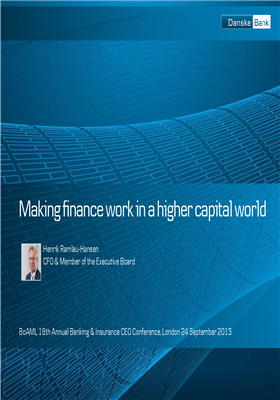 Danske Bank
Making finance work in a higher capital world
Henrik Ramlau-Hansen
CFO & Member of the Executive Board
BoAML 18th Annual Banking & Insurance CEO Conference, London 24 September 2013